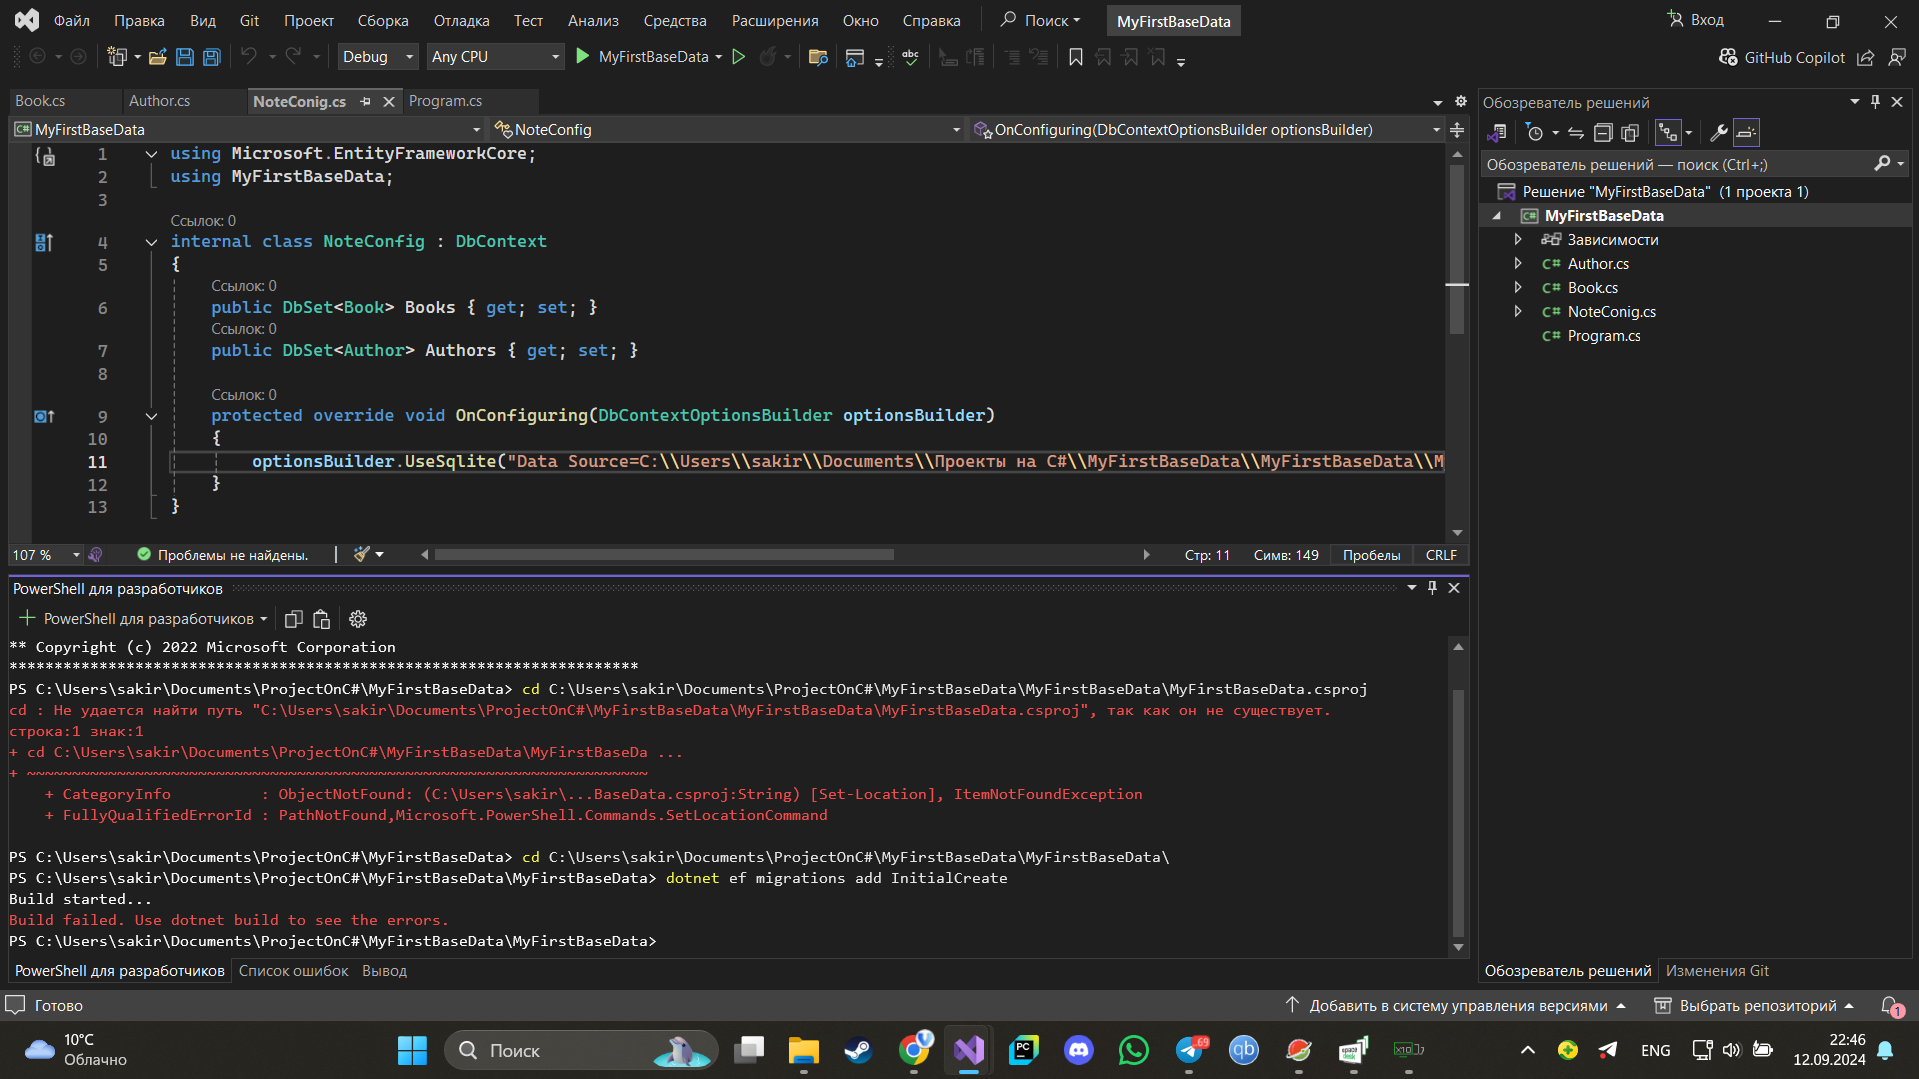 Файл Правка Вид Git Проект Сборка Отладка Тест Анализ Средства Расширения Окно Справка Поиск MyFirstBaseData Вход
Debug Any CPU MyFirstBaseData abc GitHub Copilot
Book.cs Author.cs NoteConig.cs Program.cs
C# MyFirstBaseData NoteConfig OnConfiguring(DbContextOptionsBuilder optionsBuilder)
1 using Microsoft.EntityFrameworkCore;
2 using MyFirstBaseData;
3
Ссылок: 0
4 internal class NoteConfig : DbContext
5 {
Ссылок: 0
6 public DbSet<Book> Books { get; set; }
Ссылок: 0
7 public DbSet<Author> Authors { get; set; }
8
Ссылок: 0
9 protected override void OnConfiguring(DbContextOptionsBuilder optionsBuilder)
10 {
11 optionsBuilder.UseSqlite("Data Source=C:\\Users\\sakir\\Documents\\Проекты на C#\\MyFirstBaseData\\MyFirstBaseData\\M
12 }
13 }
107 % Проблемы не найдены. Стр: 11 Симв: 149 Пробелы CRLF
PowerShell для разработчиков
PowerShell для разработчиков
** Copyright (c) 2022 Microsoft Corporation
**********************************************************************
PS C:\Users\sakir\Documents\ProjectOnC#\MyFirstBaseData> cd C:\Users\sakir\Documents\ProjectOnC#\MyFirstBaseData\MyFirstBaseData\MyFirstBaseData.csproj
cd : Не удается найти путь "C:\Users\sakir\Documents\ProjectOnC#\MyFirstBaseData\MyFirstBaseData\MyFirstBaseData.csproj", так как он не существует.
строка:1 знак:1
+ cd C:\Users\sakir\Documents\ProjectOnC#\MyFirstBaseData\MyFirstBaseDa ...
+ ~~~~~~~~~~~~~~~~~~~~~~~~~~~~~~~~~~~~~~~~~~~~~~~~~~~~~~~~~~~~~~~~~~~~~
+ CategoryInfo : ObjectNotFound: (C:\Users\sakir\...BaseData.csproj:String) [Set-Location], ItemNotFoundException
+ FullyQualifiedErrorId : PathNotFound,Microsoft.PowerShell.Commands.SetLocationCommand
PS C:\Users\sakir\Documents\ProjectOnC#\MyFirstBaseData> cd C:\Users\sakir\Documents\ProjectOnC#\MyFirstBaseData\MyFirstBaseData\
PS C:\Users\sakir\Documents\ProjectOnC#\MyFirstBaseData\MyFirstBaseData> dotnet ef migrations add InitialCreate
Build started...
Build failed. Use dotnet build to see the errors.
PS C:\Users\sakir\Documents\ProjectOnC#\MyFirstBaseData\MyFirstBaseData>
PowerShell для разработчиков Список ошибок Вывод
Обозреватель решений
Обозреватель решений — поиск (Ctrl+;)
Решение "MyFirstBaseData" (1 проекта 1)
C# MyFirstBaseData
Зависимости
C# Author.cs
C# Book.cs
C# NoteConig.cs
C# Program.cs
Обозреватель решений Изменения Git
Готово Добавить в систему управления версиями Выбрать репозиторий 1
10°C
Облачно
Поиск PC 69 qb ENG
22:46
12.09.2024